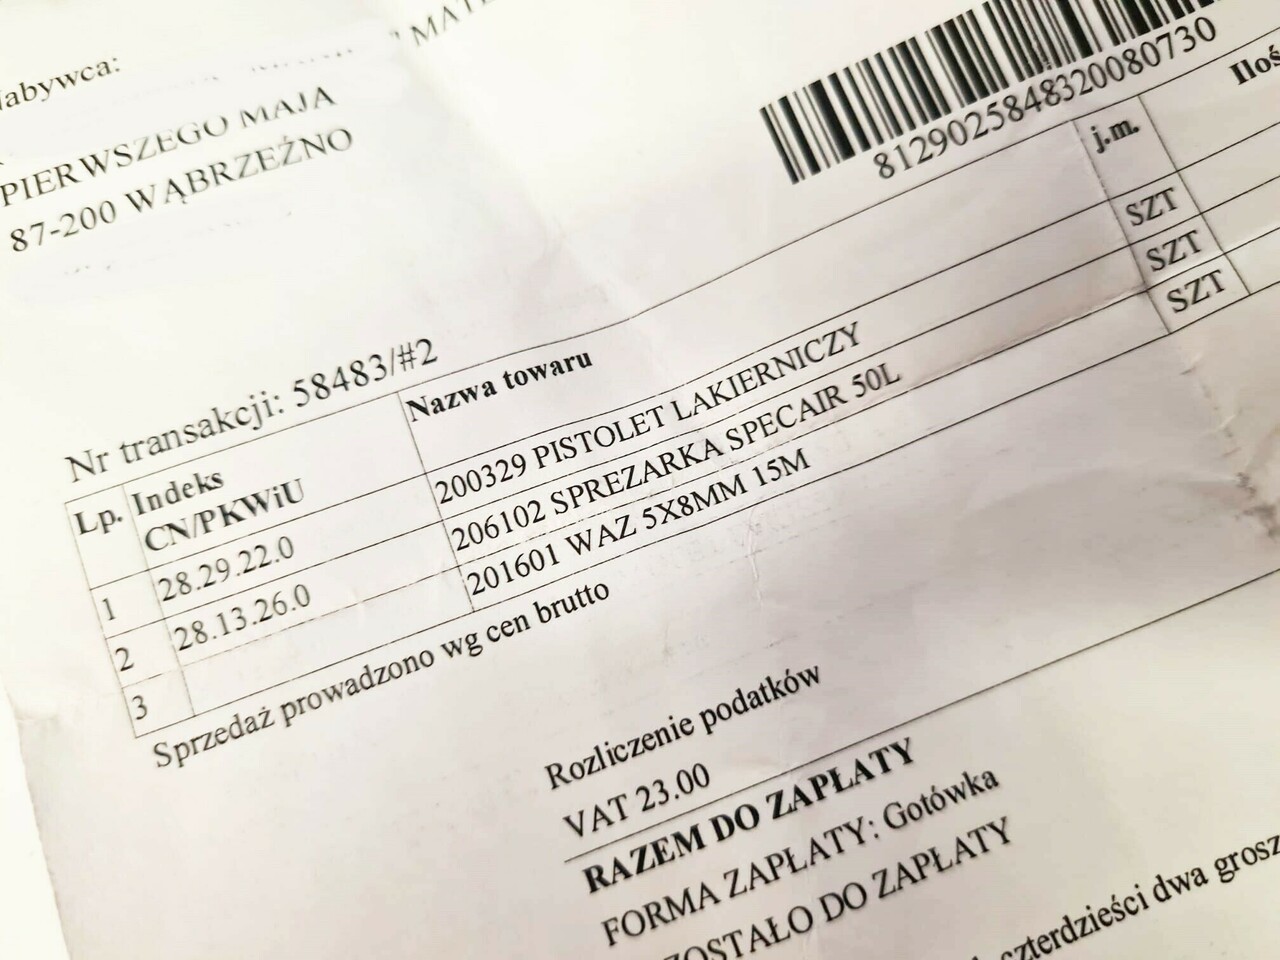 Nabywca:
PIERWSZEGO MAJA
87-200 WĄBRZEŹNO
8129025848320080730
Nr transakcji: 58483/#2
Lp. Indeks CN/PKWiU Nazwa towaru j.m. Iloś
1 28.29.22.0 200329 PISTOLET LAKIERNICZY SZT
2 28.13.26.0 206102 SPREZARKA SPECAIR 50L SZT
3 201601 WAZ 5X8MM 15M SZT
Sprzedaż prowadzono wg cen brutto
Rozliczenie podatków
VAT 23.00
RAZEM DO ZAPŁATY
FORMA ZAPŁATY: Gotówka
ZOSTAŁO DO ZAPŁATY
czterdzieści dwa grosz